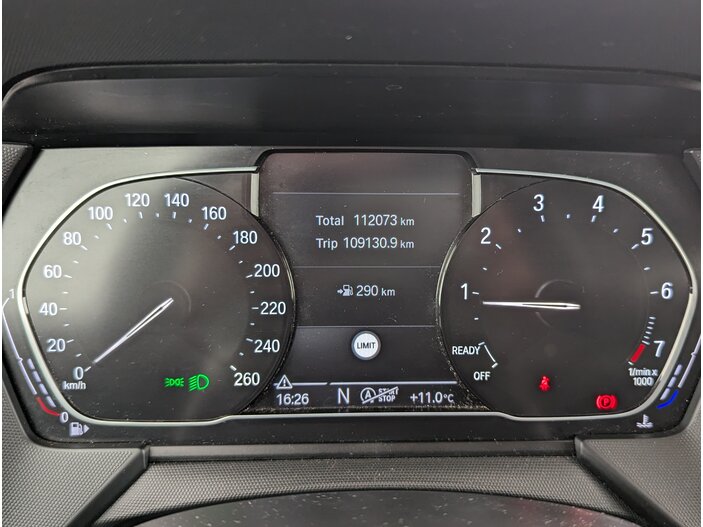 Total 112073 km
Trip 109130.9 km
290 km
LIMIT
0 20 40 60 80 100 120 140 160 180 200 220 240 260
km/h
1 2 3 4 5 6 7
1/min x
1000
READY
OFF
1
0
16:26 N A START STOP +11.0°C
P